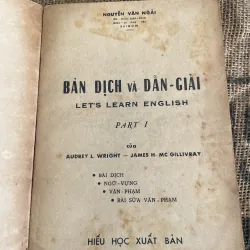 NGUYỄN VĂN NGẢI
BẢN DỊCH VÀ DẪN-GIẢI
LET'S LEARN ENGLISH
PART I
của
AUDREY L. WRIGHT — JAMES H. MC GILLIVRAY
• BÀI DỊCH
• NGỮ-VỰNG
• VĂN-PHẠM
• BÀI SỬA VĂN-PHẠM
HIẾU HỌC XUẤT BẢN